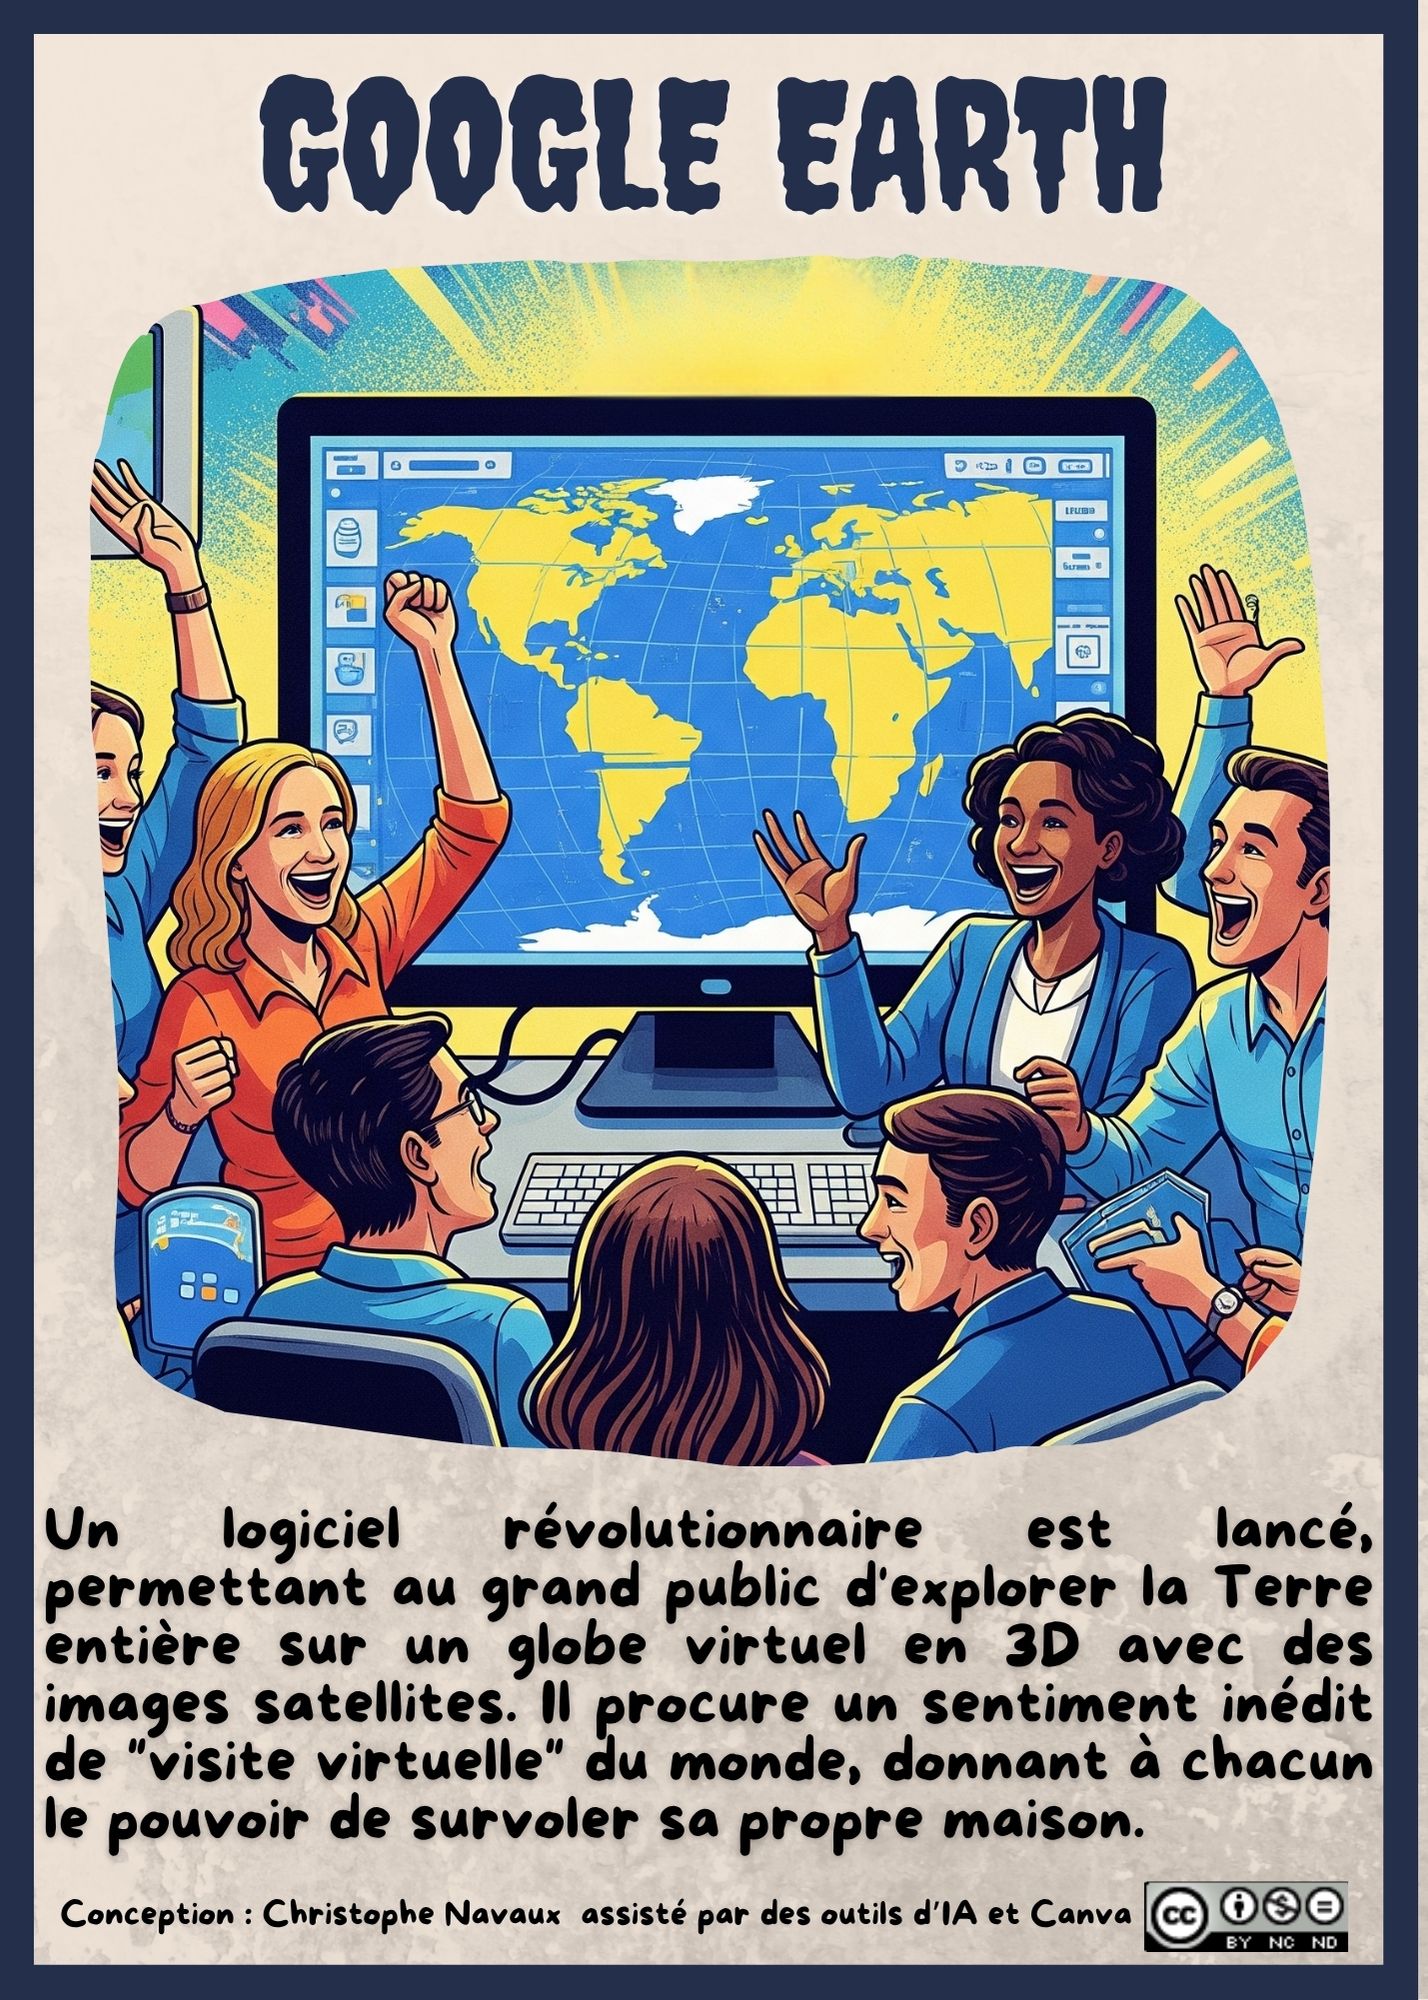 GOOGLE EARTH
Un logiciel révolutionnaire est lancé,
permettant au grand public d'explorer la Terre
entière sur un globe virtuel en 3D avec des
images satellites. Il procure un sentiment inédit
de "visite virtuelle" du monde, donnant à chacun
le pouvoir de survoler sa propre maison.
Conception : Christophe Navaux assisté par des outils d'IA et Canva
cc
BY NC ND